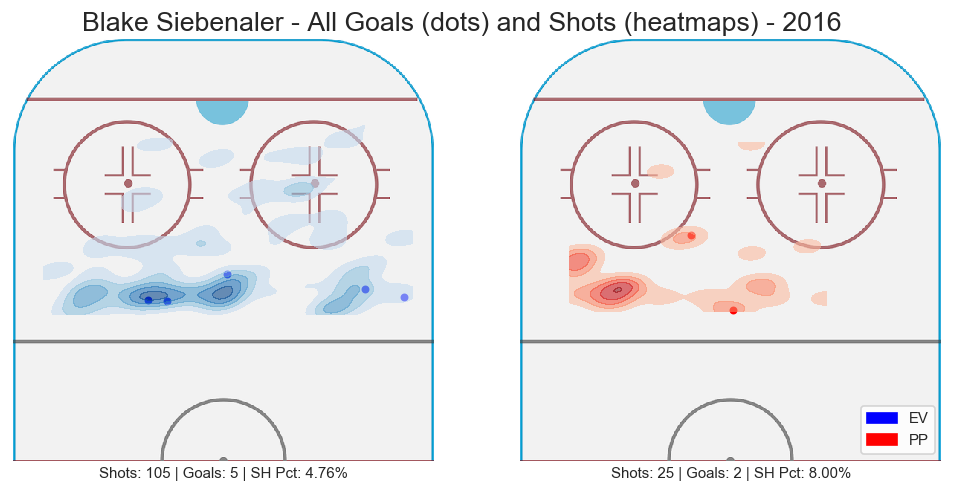 Blake Siebenaler - All Goals (dots) and Shots (heatmaps) - 2016
EV
PP
Shots: 105 | Goals: 5 | SH Pct: 4.76%
Shots: 25 | Goals: 2 | SH Pct: 8.00%